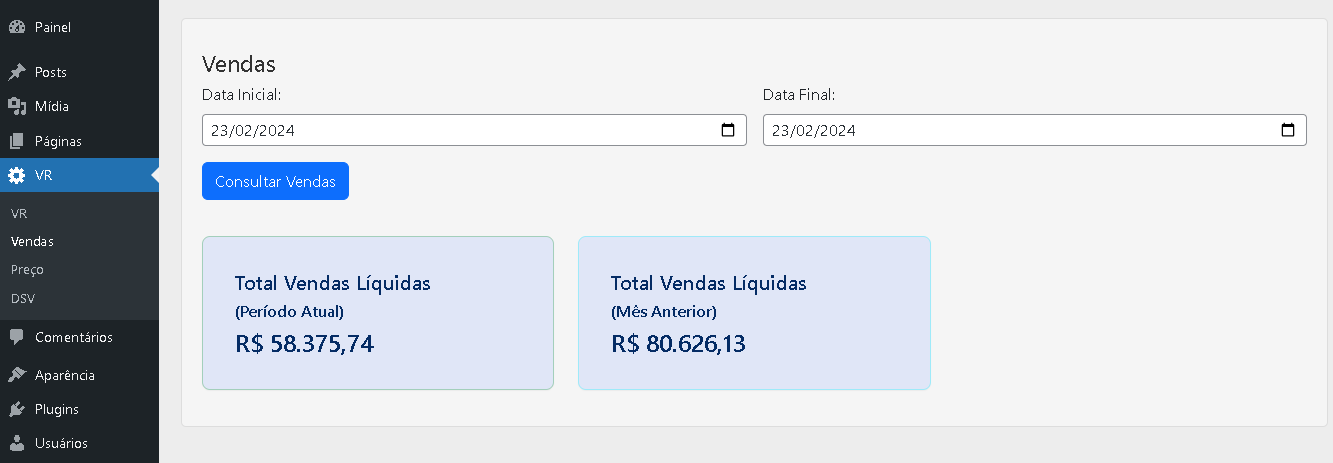 Painel
Posts
Mídia
Páginas
VR
VR
Vendas
Preço
DSV
Comentários
Aparência
Plugins
Usuários
Vendas
Data Inicial:
Data Final:
23/02/2024
23/02/2024
Consultar Vendas
Total Vendas Líquidas
(Período Atual)
R$ 58.375,74
Total Vendas Líquidas
(Mês Anterior)
R$ 80.626,13